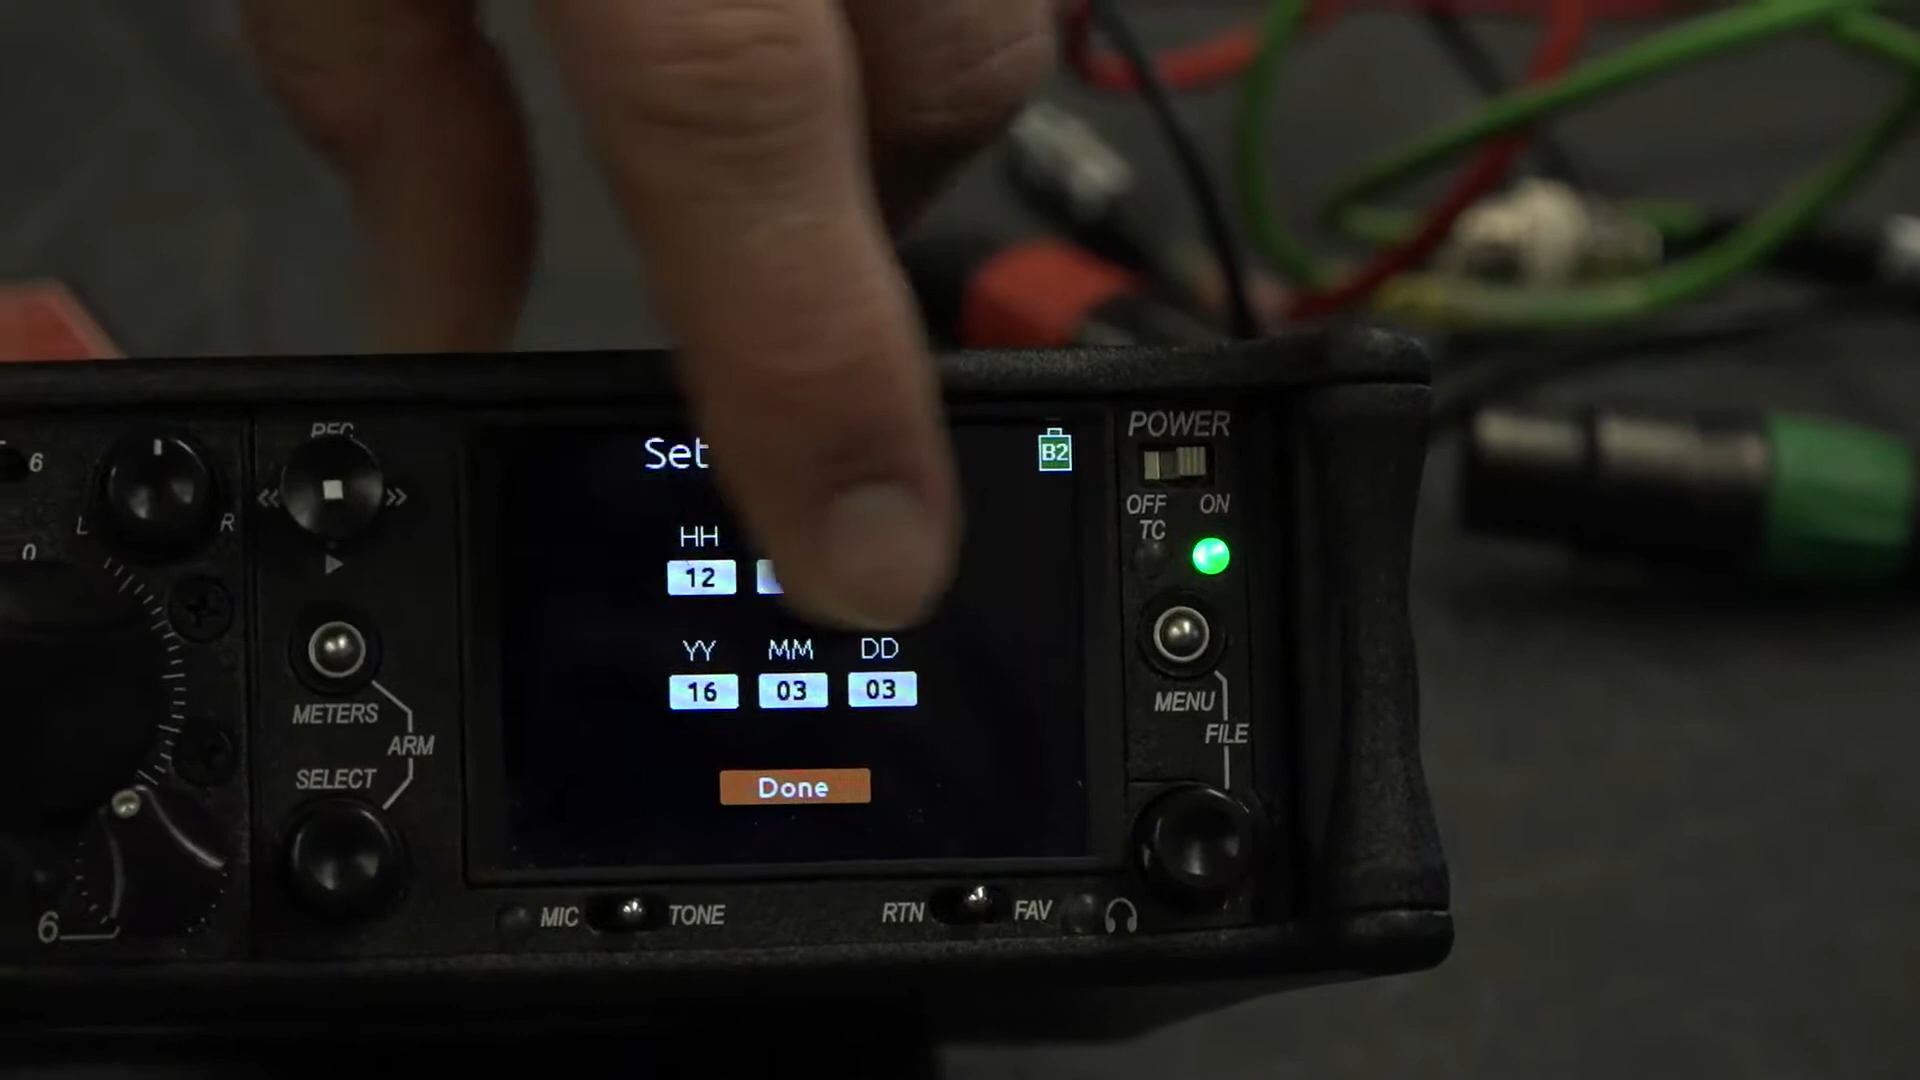 POWER
OFF ON
TC
MENU
FILE
REC
6
L R
0
METERS
ARM
SELECT
6
Set
B2
HH
12
YY MM DD
16 03 03
Done
MIC TONE
RTN FAV